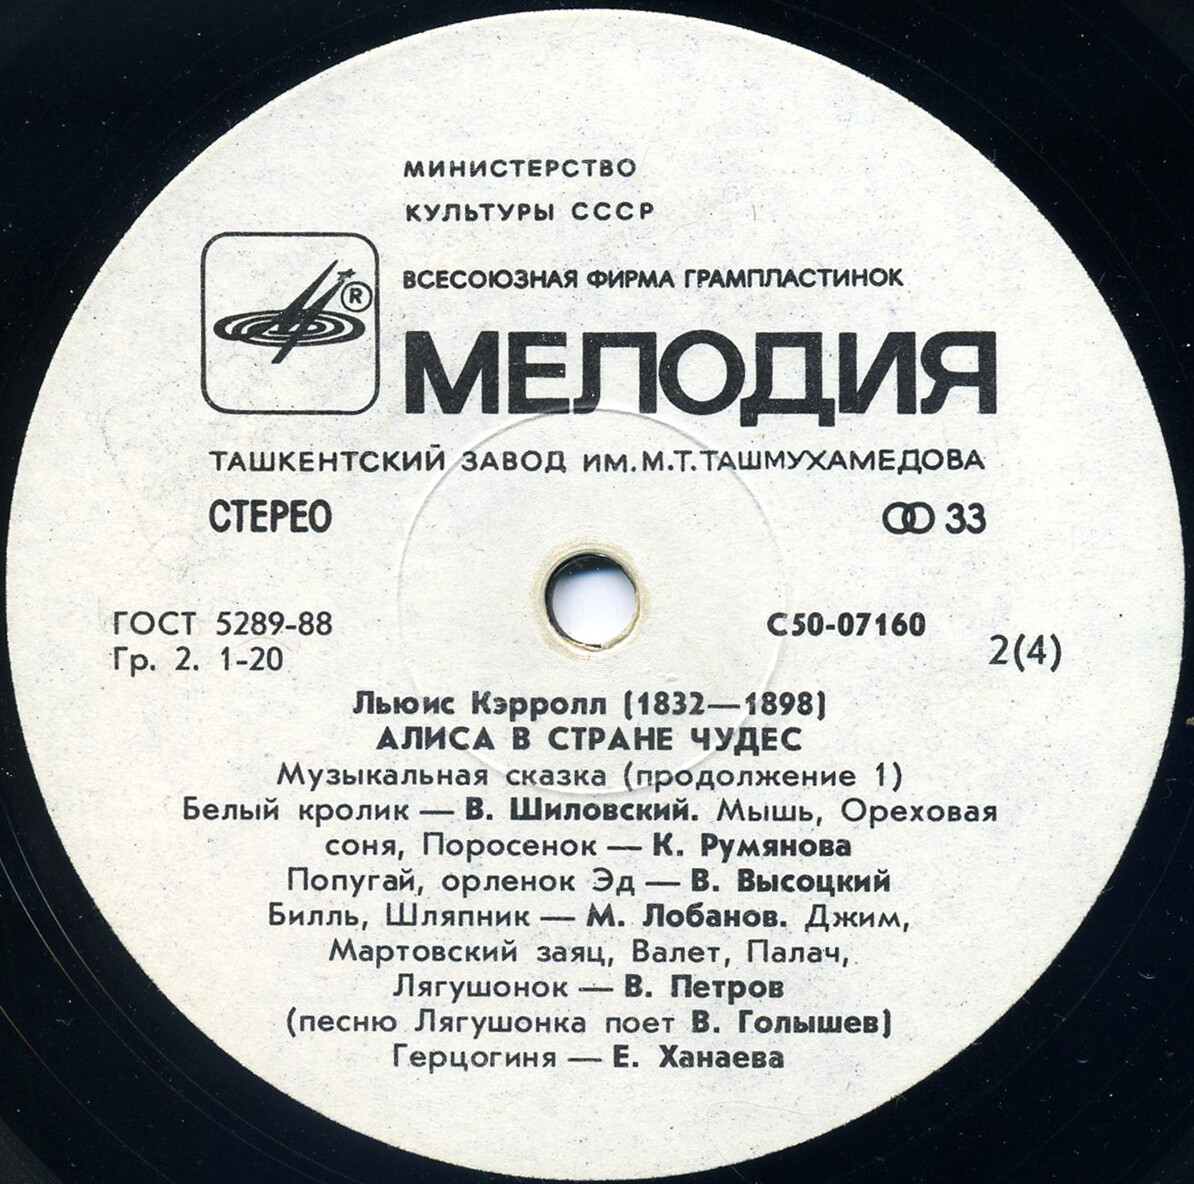 МИНИСТЕРСТВО
КУЛЬТУРЫ СССР
ВСЕСОЮЗНАЯ ФИРМА ГРАМПЛАСТИНОК
R
МЕЛОДИЯ
ТАШКЕНТСКИЙ ЗАВОД ИМ.М.Т.ТАШМУХАМЕДОВА
СТЕРЕО 33
ГОСТ 5289-88 С50-07160
Гр. 2. 1-20 2(4)
Льюис Кэрролл (1832—1898)
АЛИСА В СТРАНЕ ЧУДЕС
Музыкальная сказка (продолжение 1)
Белый кролик — В. Шиловский. Мышь, Ореховая
соня, Поросенок — К. Румянова
Попугай, орленок Эд — В. Высоцкий
Билль, Шляпник — М. Лобанов. Джим,
Мартовский заяц, Валет, Палач,
Лягушонок — В. Петров
(песню Лягушонка поет В. Голышев)
Герцогиня — Е. Ханаева